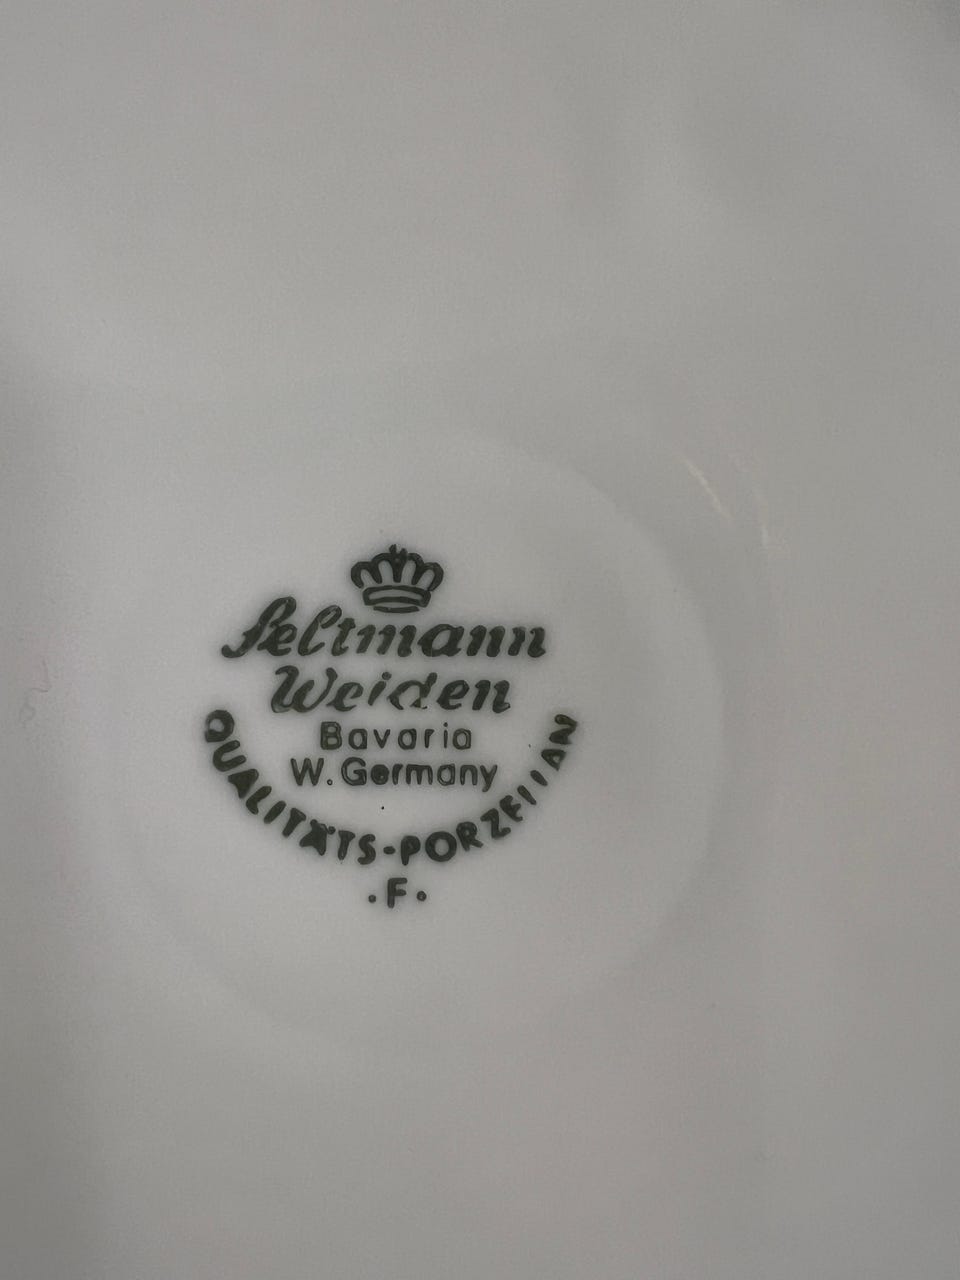 Seltmann
Weiden
Bavaria
W. Germany
QUALITÄTS-PORZELLAN
.F.